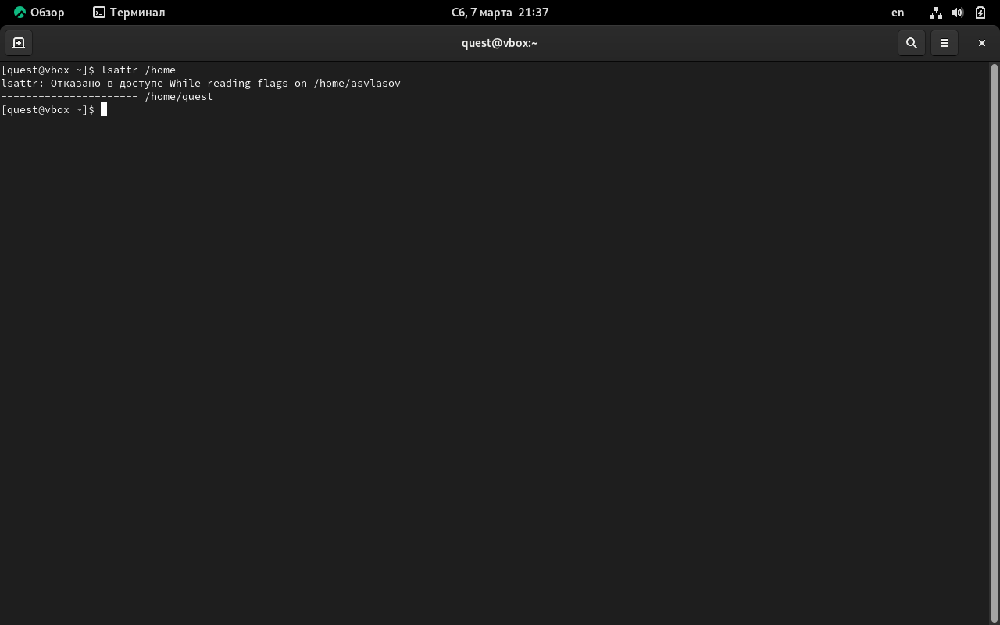 Обзор Терминал Сб, 7 марта 21:37 en
quest@vbox:~
[quest@vbox ~]$ lsattr /home
lsattr: Отказано в доступе While reading flags on /home/asvlasov
---------------------- /home/quest
[quest@vbox ~]$